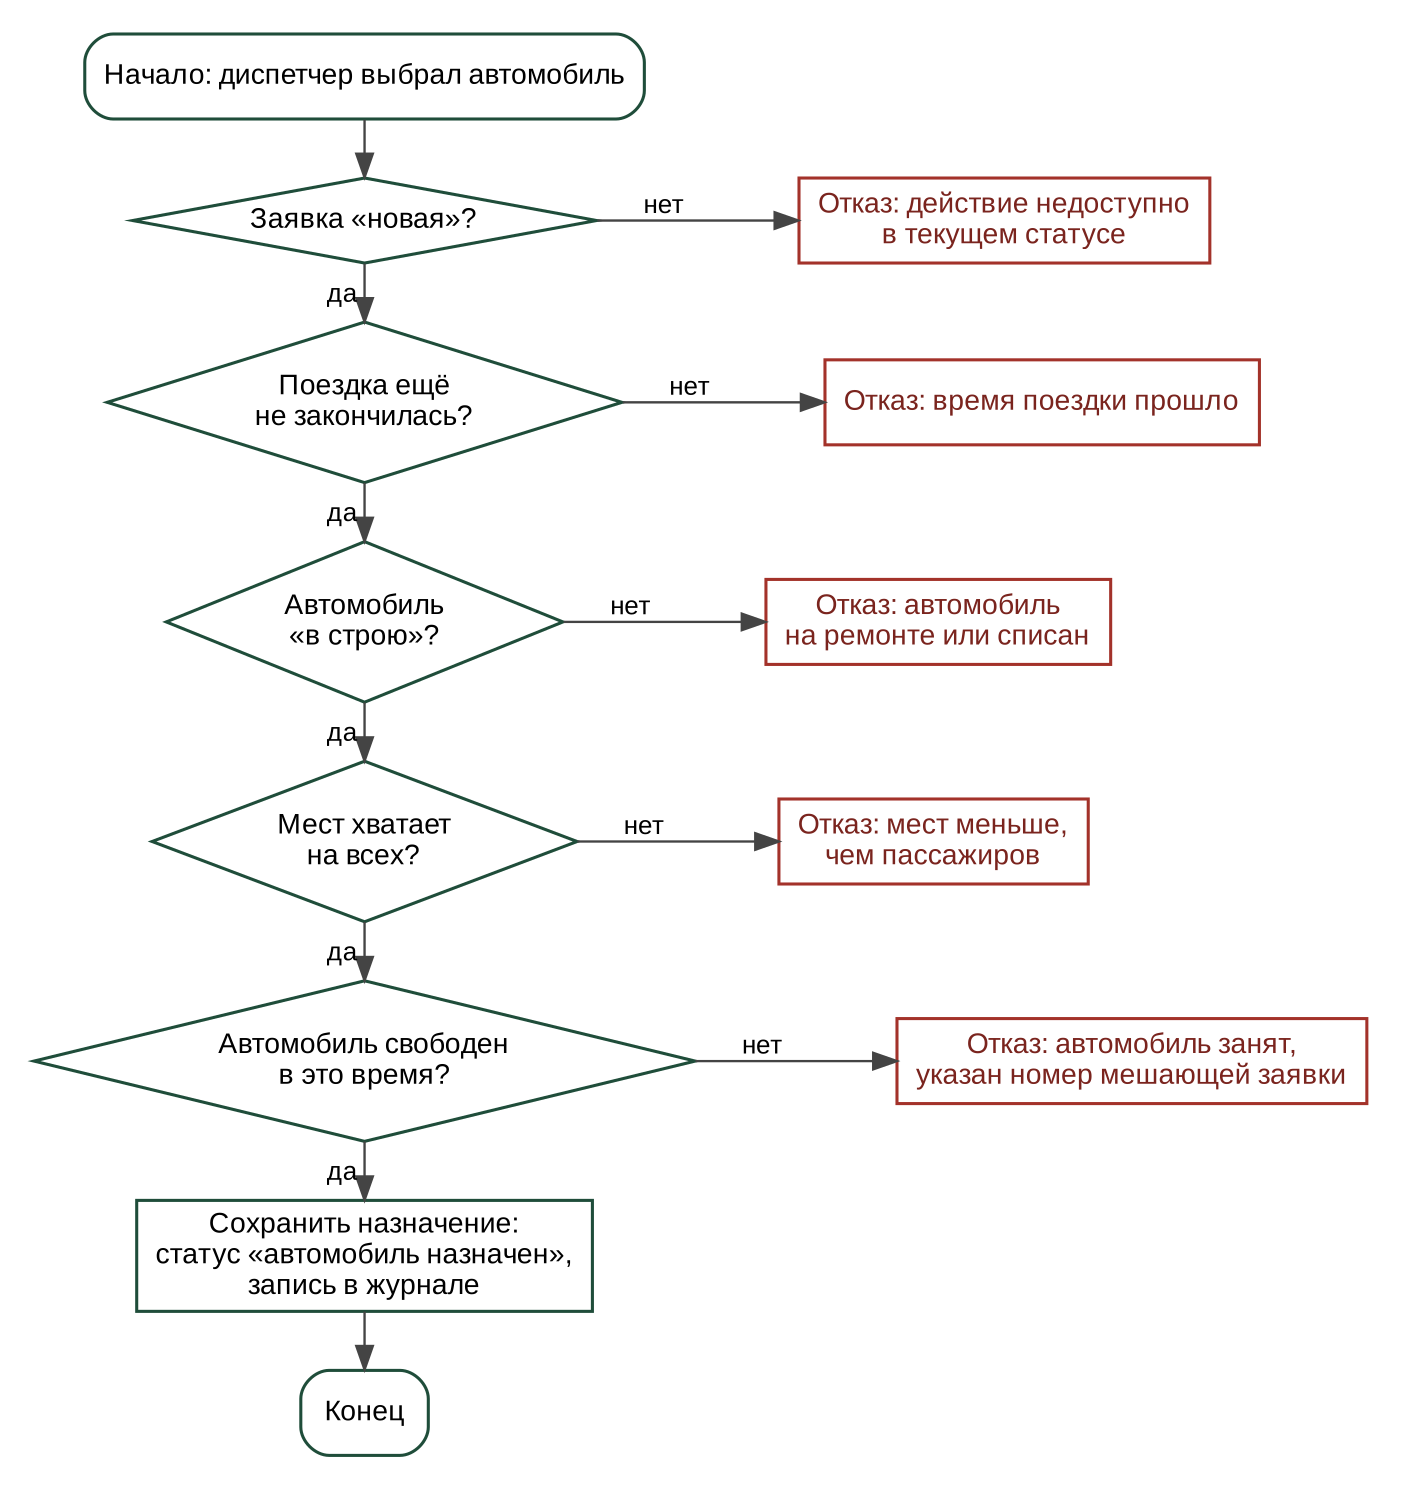 Начало: диспетчер выбрал автомобиль
Заявка «новая»?
нет
Отказ: действие недоступно
в текущем статусе
да
Поездка ещё
не закончилась?
нет
Отказ: время поездки прошло
да
Автомобиль
«в строю»?
нет
Отказ: автомобиль
на ремонте или списан
да
Мест хватает
на всех?
нет
Отказ: мест меньше,
чем пассажиров
да
Автомобиль свободен
в это время?
нет
Отказ: автомобиль занят,
указан номер мешающей заявки
да
Сохранить назначение:
статус «автомобиль назначен»,
запись в журнале
Конец